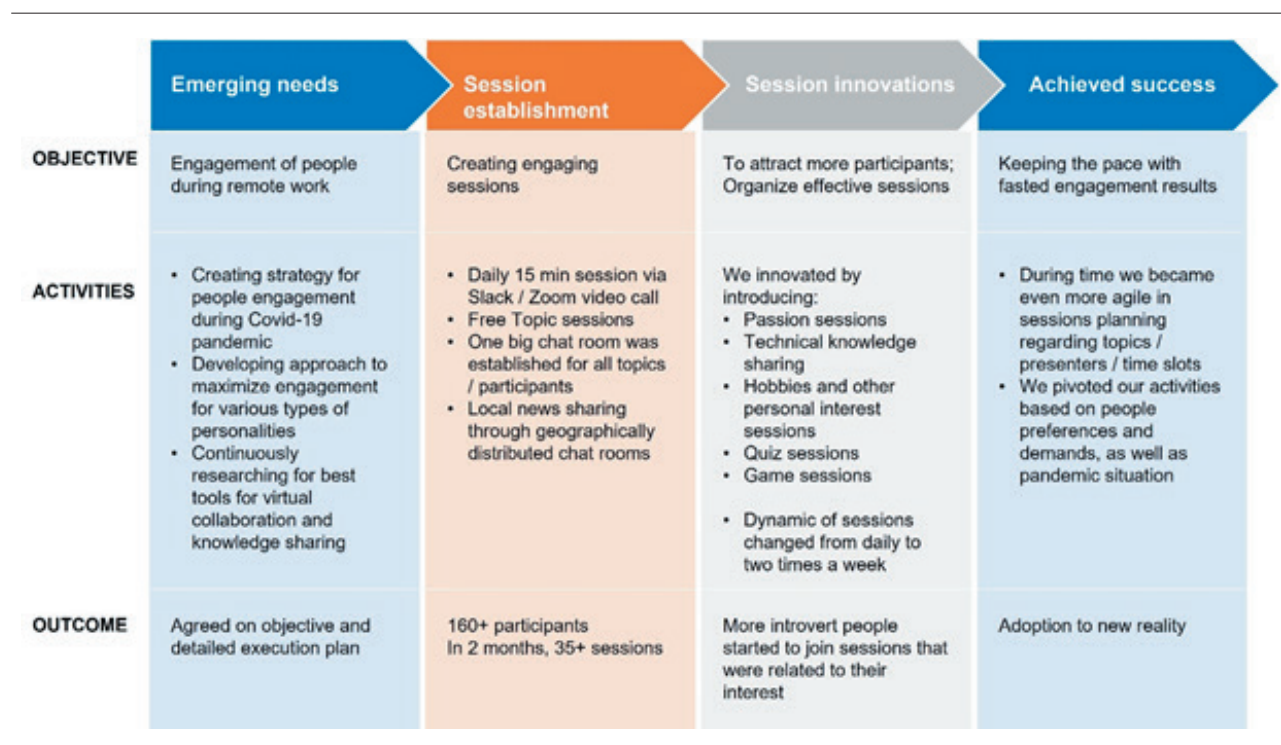 Emerging needs
Session
establishment
Session innovations
Achieved success
OBJECTIVE
Engagement of people
during remote work
Creating engaging
sessions
To attract more participants;
Organize effective sessions
Keeping the pace with
fasted engagement results
ACTIVITIES
• Creating strategy for
people engagement
during Covid-19
pandemic
• Developing approach to
maximize engagement
for various types of
personalities
• Continuously
researching for best
tools for virtual
collaboration and
knowledge sharing
• Daily 15 min session via
Slack / Zoom video call
• Free Topic sessions
• One big chat room was
established for all topics
/ participants
• Local news sharing
through geographically
distributed chat rooms
We innovated by
introducing:
• Passion sessions
• Technical knowledge
sharing
• Hobbies and other
personal interest
sessions
• Quiz sessions
• Game sessions
• Dynamic of sessions
changed from daily to
two times a week
• During time we became
even more agile in
sessions planning
regarding topics /
presenters / time slots
• We pivoted our activities
based on people
preferences and
demands, as well as
pandemic situation
OUTCOME
Agreed on objective and
detailed execution plan
160+ participants
In 2 months, 35+ sessions
More introvert people
started to join sessions that
were related to their
interest
Adoption to new reality